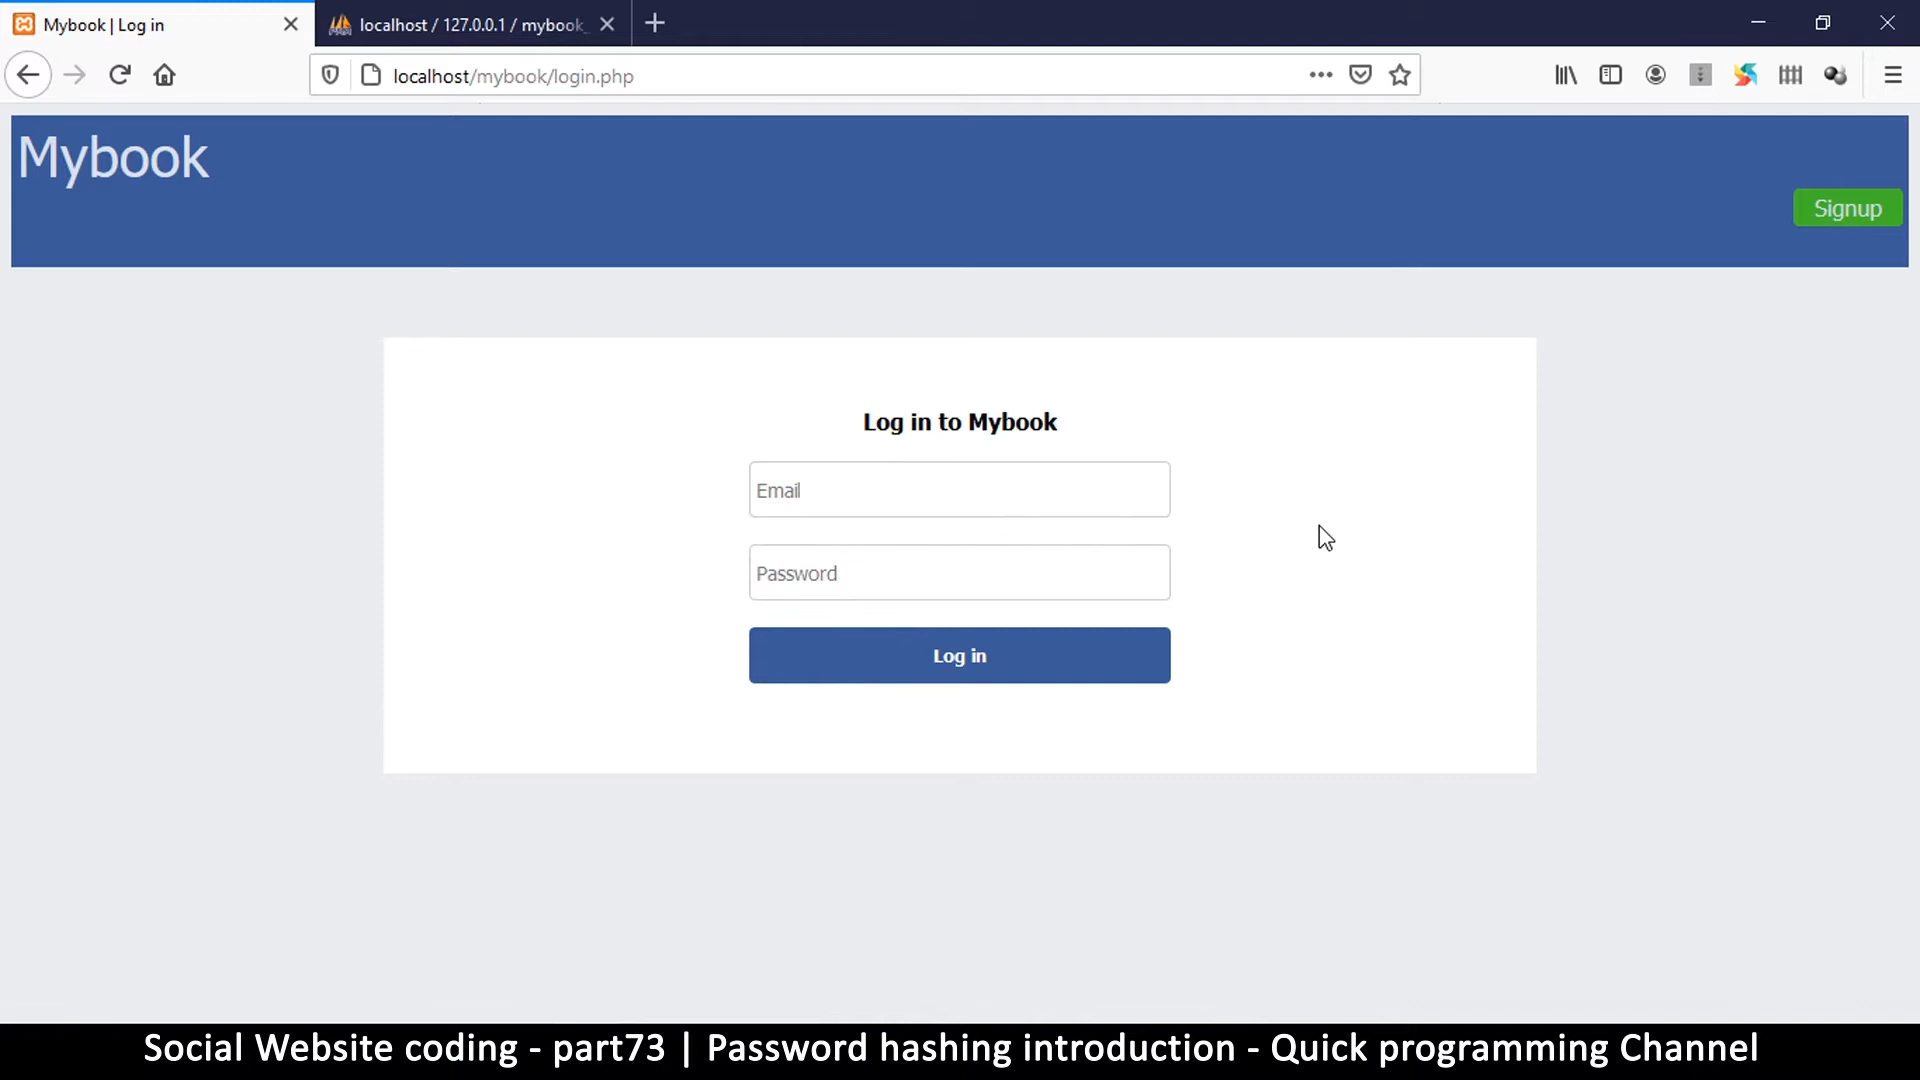 Mybook | Log in
localhost / 127.0.0.1 / mybook_
localhost/mybook/login.php
Mybook
Signup
Log in to Mybook
Email
Password
Log in
Social Website coding - part73 | Password hashing introduction - Quick programming Channel